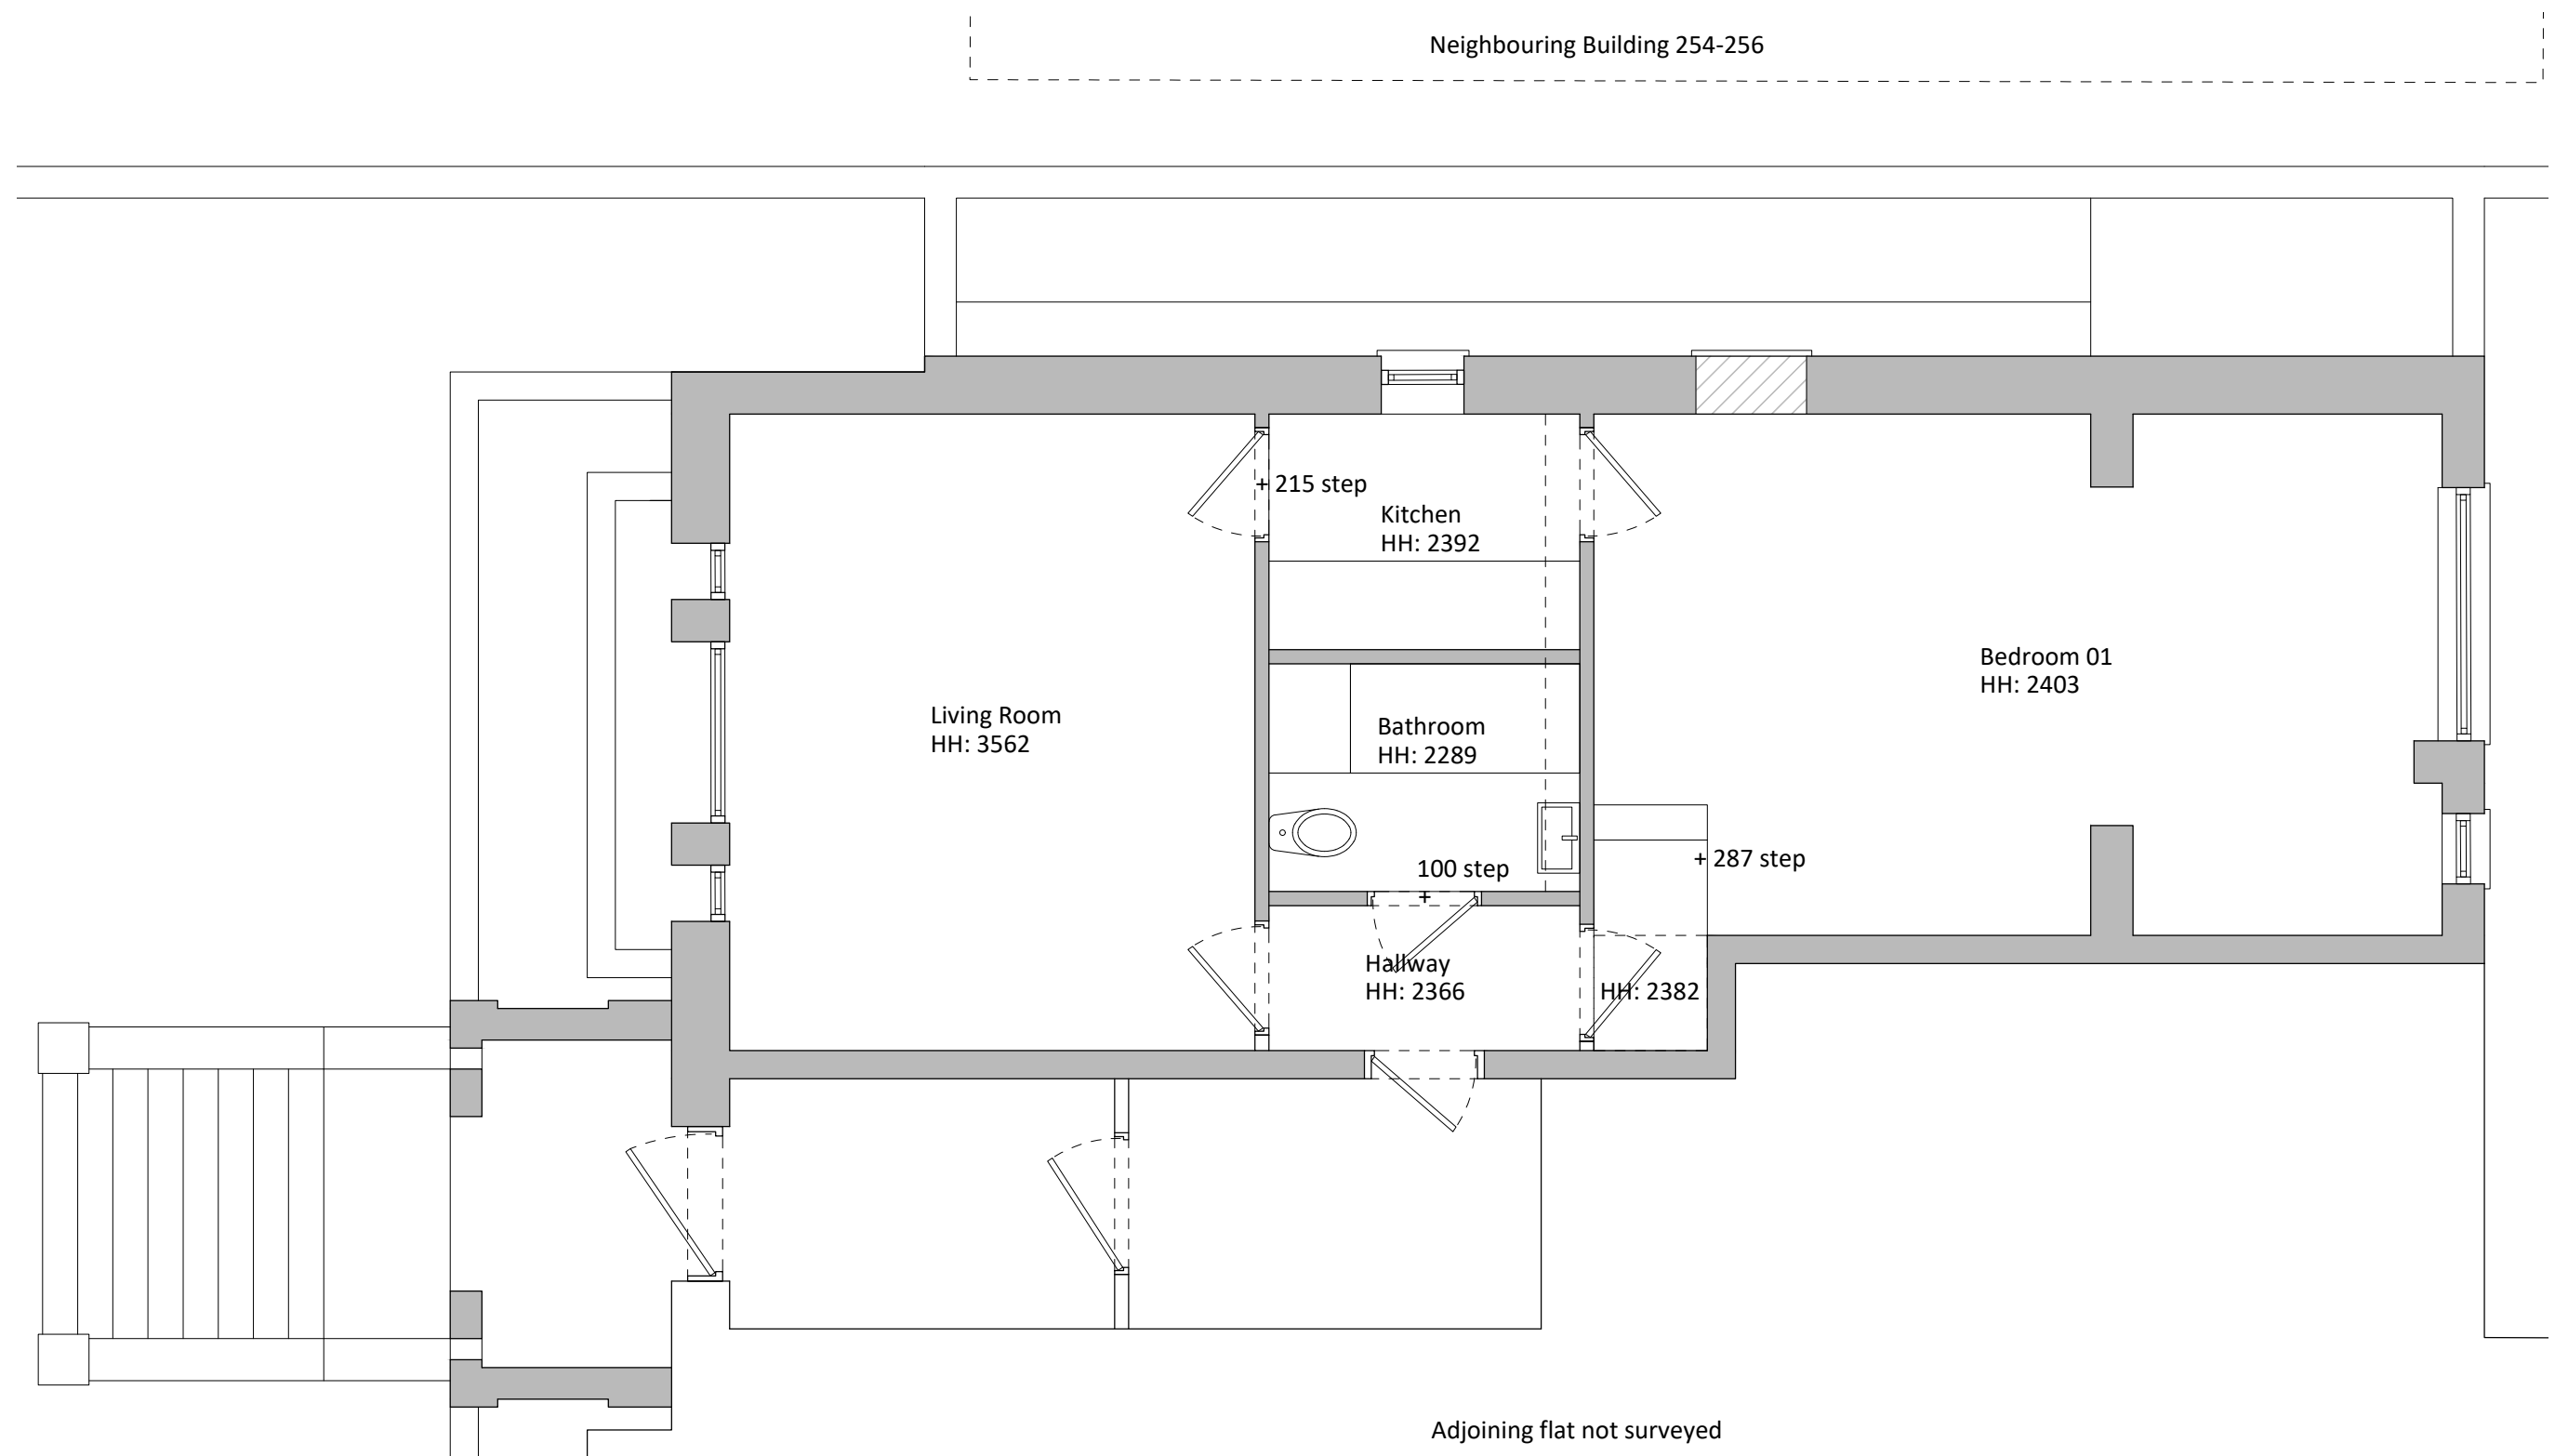 Neighbouring Building 254-256
+ 215 step
Kitchen
HH: 2392
Bedroom 01
HH: 2403
Living Room
HH: 3562
Bathroom
HH: 2289
+ 287 step
100 step
+
Hallway
HH: 2366
HH: 2382
Adjoining flat not surveyed